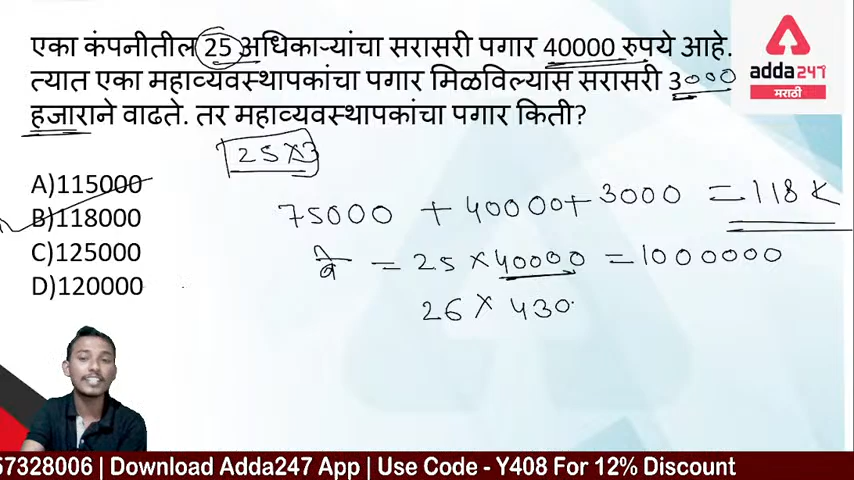 एका कंपनीतील 25 अधिकाऱ्यांचा सरासरी पगार 40000 रुपये आहे.
त्यात एका महाव्यवस्थापकांचा पगार मिळविल्यास सरासरी 3000
हजाराने वाढते. तर महाव्यवस्थापकांचा पगार किती?
adda247
मराठी
25×3
A)115000
B)118000
C)125000
D)120000
75000 + 40000 + 3000 = 118 K
= 25 × 40000 = 1000000
26 × 430
57328006 | Download Adda247 App | Use Code - Y408 For 12% Discount